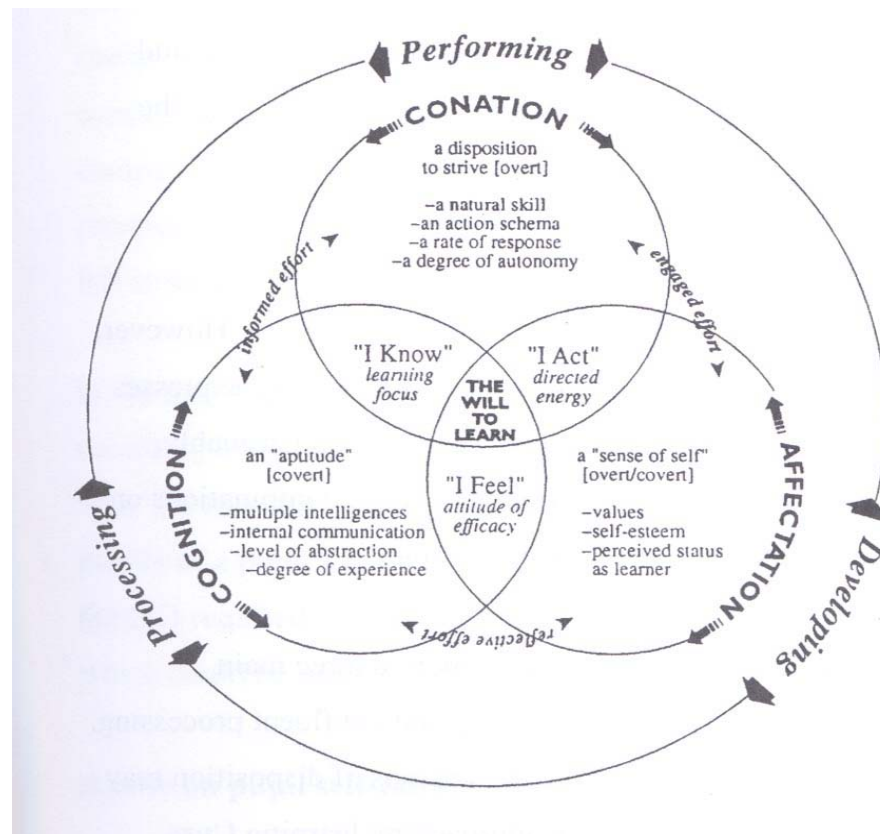 Performing
CONATION
a disposition
to strive [overt]
–a natural skill
–an action schema
–a rate of response
–a degree of autonomy
informed effort
engaged effort
"I Know"
learning
focus
"I Act"
directed
energy
THE
WILL
TO
LEARN
"I Feel"
attitude of
efficacy
COGNITION
an "aptitude"
[covert]
–multiple intelligences
–internal communication
–level of abstraction
–degree of experience
Processing
AFFECTATION
a "sense of self"
[overt/covert]
–values
–self-esteem
–perceived status
as learner
Developing
reflective effort